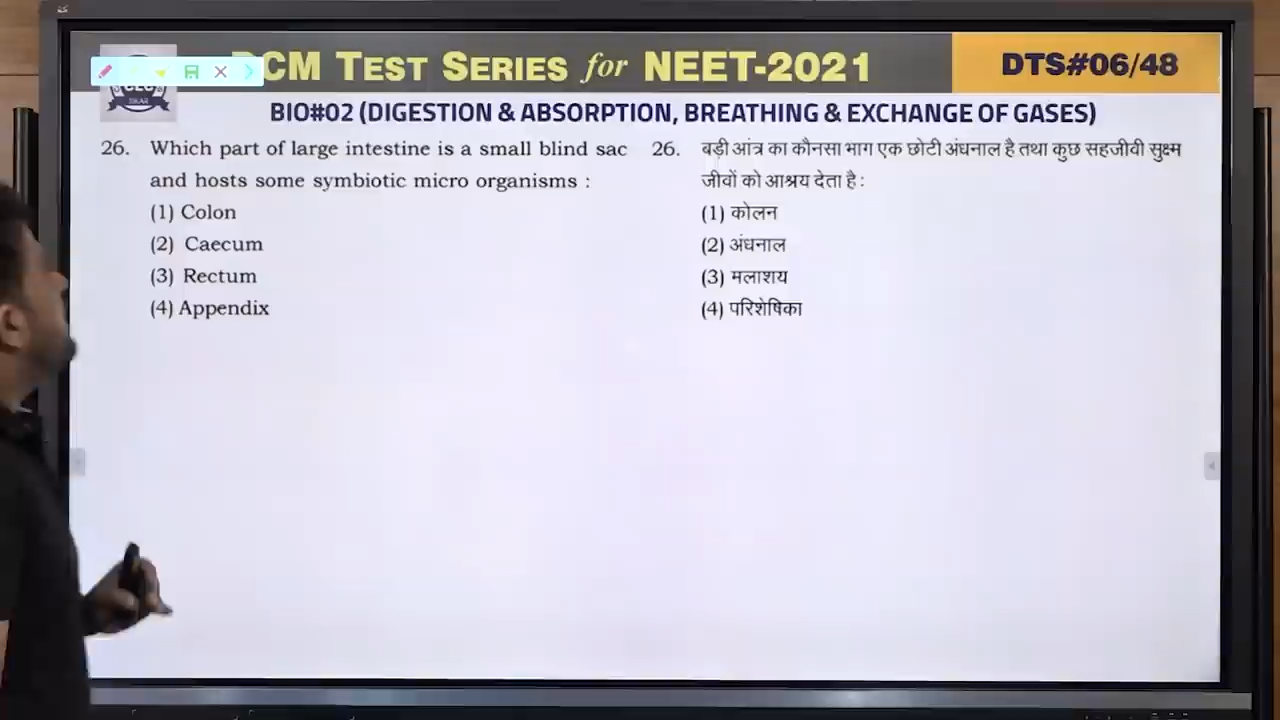 DCM TEST SERIES for NEET-2021
DTS#06/48
SIKAR
BIO#02 (DIGESTION & ABSORPTION, BREATHING & EXCHANGE OF GASES)
26. Which part of large intestine is a small blind sac
and hosts some symbiotic micro organisms :
(1) Colon
(2) Caecum
(3) Rectum
(4) Appendix
26. बड़ी आंत्र का कौनसा भाग एक छोटी अंधनाल है तथा कुछ सहजीवी सुक्ष्म
जीवों को आश्रय देता है :
(1) कोलन
(2) अंधनाल
(3) मलाशय
(4) परिशेषिका